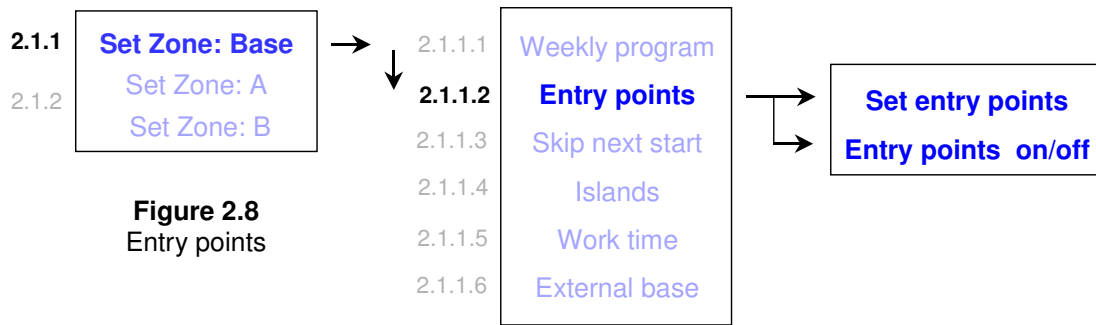 2.1.1 Set Zone: Base
2.1.2 Set Zone: A
Set Zone: B
Figure 2.8
Entry points
2.1.1.1 Weekly program
2.1.1.2 Entry points
2.1.1.3 Skip next start
2.1.1.4 Islands
2.1.1.5 Work time
2.1.1.6 External base
Set entry points
Entry points on/off